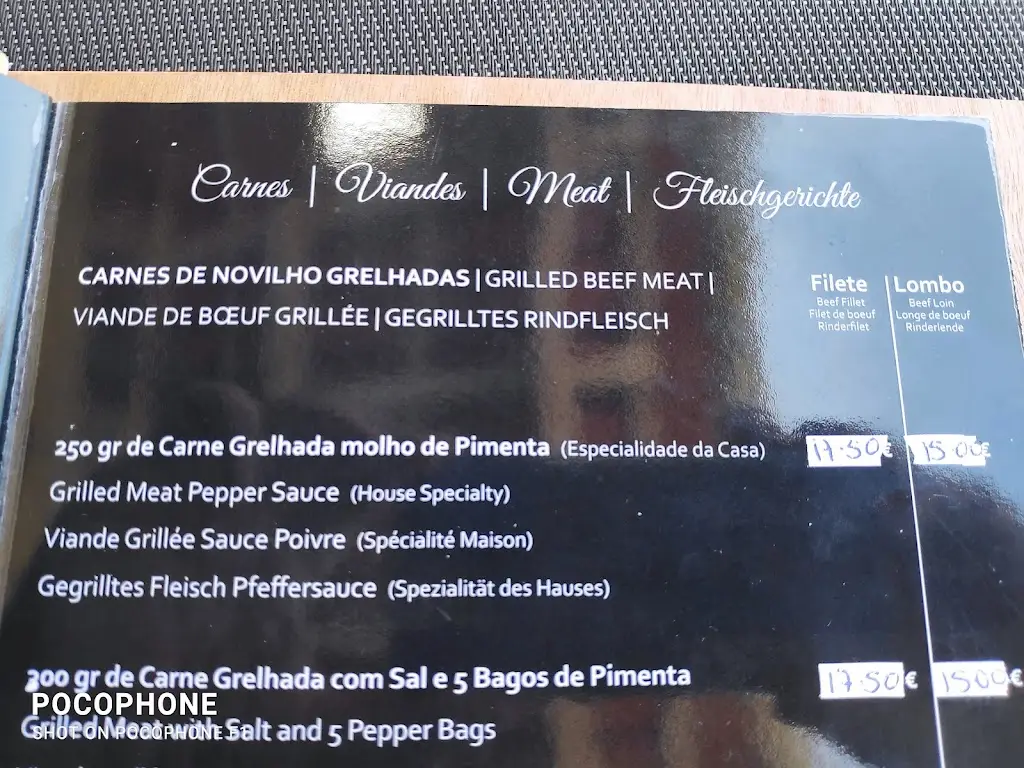 Carnes | Viandes | Meat | Fleischgerichte
CARNES DE NOVILHO GRELHADAS | GRILLED BEEF MEAT |
VIANDE DE BŒUF GRILLÉE | GEGRILLTES RINDFLEISCH
Filete
Beef Fillet
Filet de boeuf
Rinderfilet
Lombo
Beef Loin
Longe de boeuf
Rinderlende
250 gr de Carne Grelhada molho de Pimenta (Especialidade da Casa) 17.50€ 15.00€
Grilled Meat Pepper Sauce (House Specialty)
Viande Grillée Sauce Poivre (Spécialité Maison)
Gegrilltes Fleisch Pfeffersauce (Spezialität des Hauses)
300 gr de Carne Grelhada com Sal e 5 Bagos de Pimenta 17.50€ 15.00€
Grilled Meat with Salt and 5 Pepper Bags
POCOPHONE
SHOT ON POCOPHONE F1